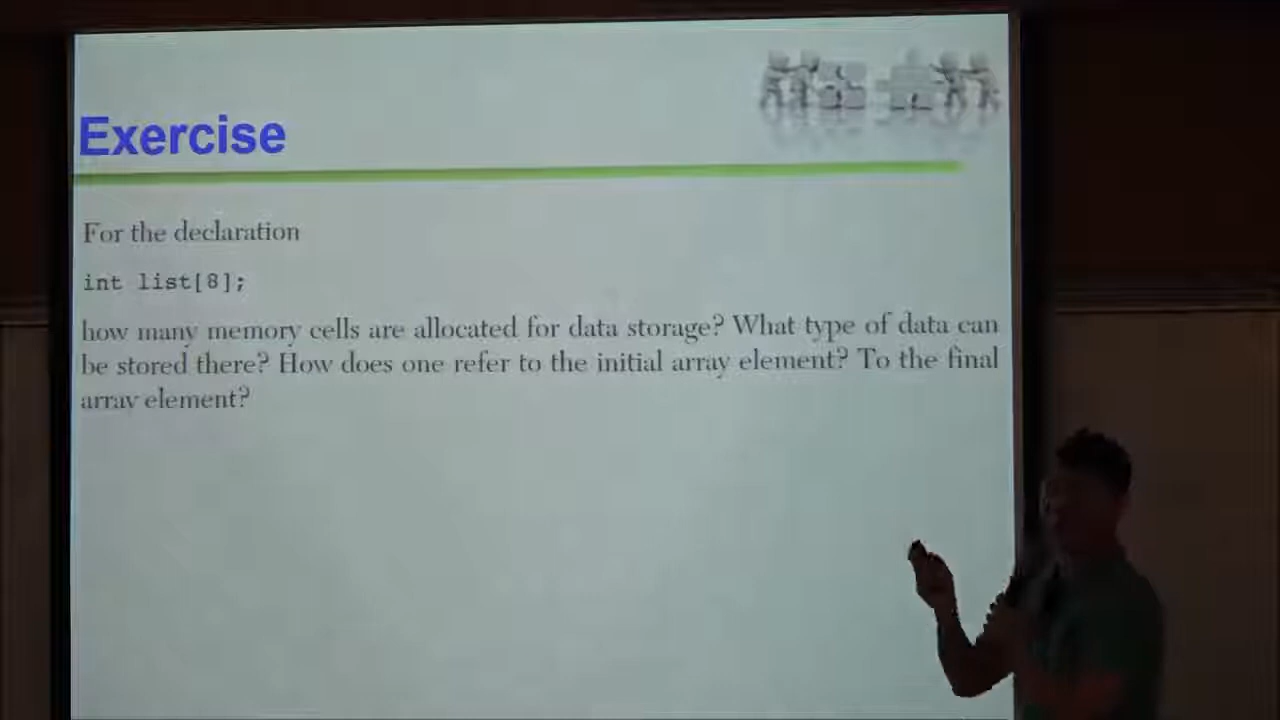 Exercise
For the declaration
int list[8];
how many memory cells are allocated for data storage? What type of data can
be stored there? How does one refer to the initial array element? To the final
array element?